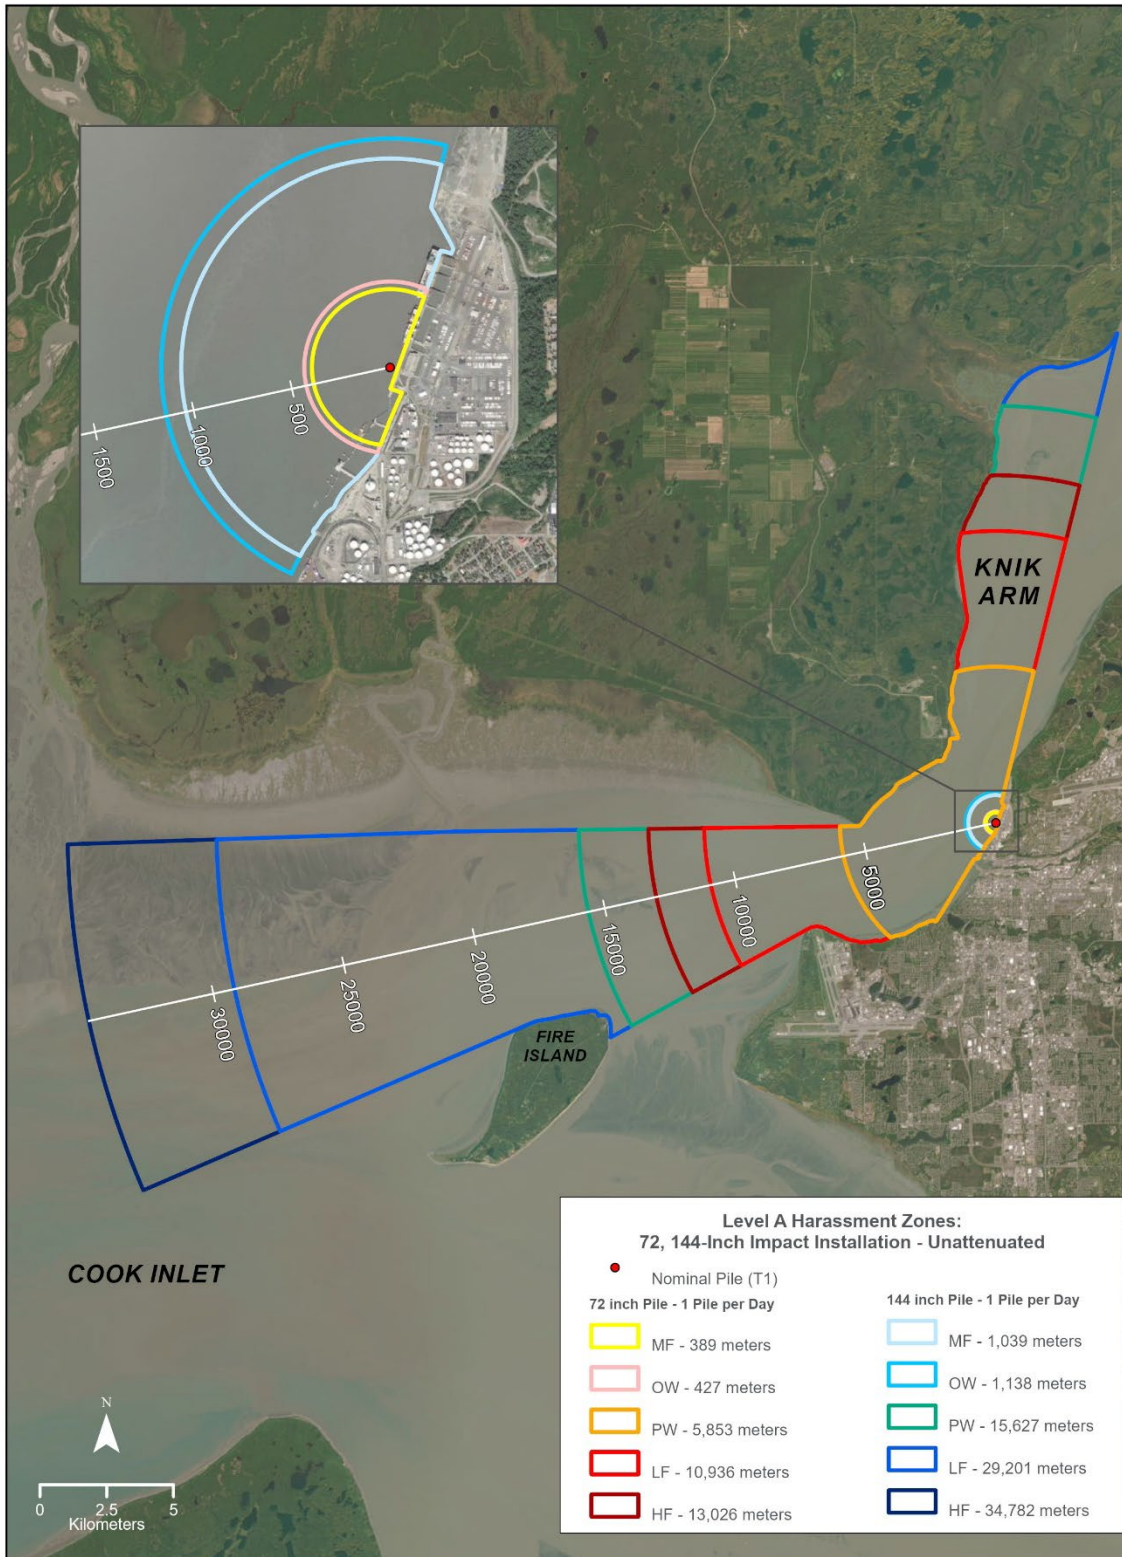 500
1000
1500
KNIK
ARM
5000
10000
15000
20000
25000
30000
FIRE
ISLAND
COOK INLET
Level A Harassment Zones:
72, 144-Inch Impact Installation - Unattenuated
Nominal Pile (T1)
72 inch Pile - 1 Pile per Day
MF - 389 meters
OW - 427 meters
PW - 5,853 meters
LF - 10,936 meters
HF - 13,026 meters
144 inch Pile - 1 Pile per Day
MF - 1,039 meters
OW - 1,138 meters
PW - 15,627 meters
LF - 29,201 meters
HF - 34,782 meters
N
0 2.5 5
Kilometers